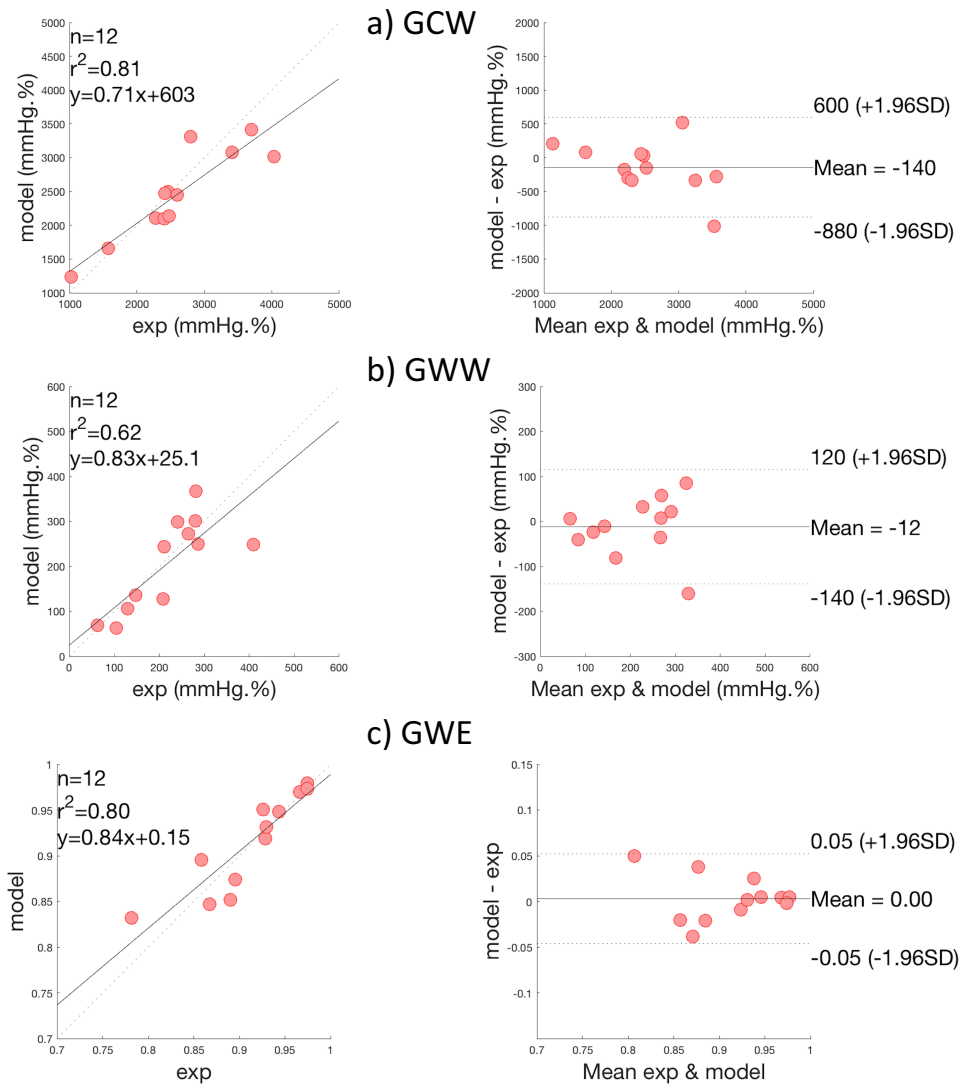 a) GCW
n=12
r²=0.81
y=0.71x+603
model (mmHg.%)
5000
4500
4000
3500
3000
2500
2000
1500
1000
1000 2000 3000 4000 5000
exp (mmHg.%)
model - exp (mmHg.%)
2000
1500
1000
500
0
-500
-1000
-1500
-2000
1000 2000 3000 4000 5000
Mean exp & model (mmHg.%)
600 (+1.96SD)
Mean = -140
-880 (-1.96SD)
b) GWW
n=12
r²=0.62
y=0.83x+25.1
model (mmHg.%)
600
500
400
300
200
100
0
0 100 200 300 400 500 600
exp (mmHg.%)
model - exp (mmHg.%)
300
200
100
0
-100
-200
-300
0 100 200 300 400 500 600
Mean exp & model (mmHg.%)
120 (+1.96SD)
Mean = -12
-140 (-1.96SD)
c) GWE
n=12
r²=0.80
y=0.84x+0.15
model
1
0.95
0.9
0.85
0.8
0.75
0.7
0.7 0.75 0.8 0.85 0.9 0.95 1
exp
model - exp
0.15
0.1
0.05
0
-0.05
-0.1
0.7 0.75 0.8 0.85 0.9 0.95 1
Mean exp & model
0.05 (+1.96SD)
Mean = 0.00
-0.05 (-1.96SD)